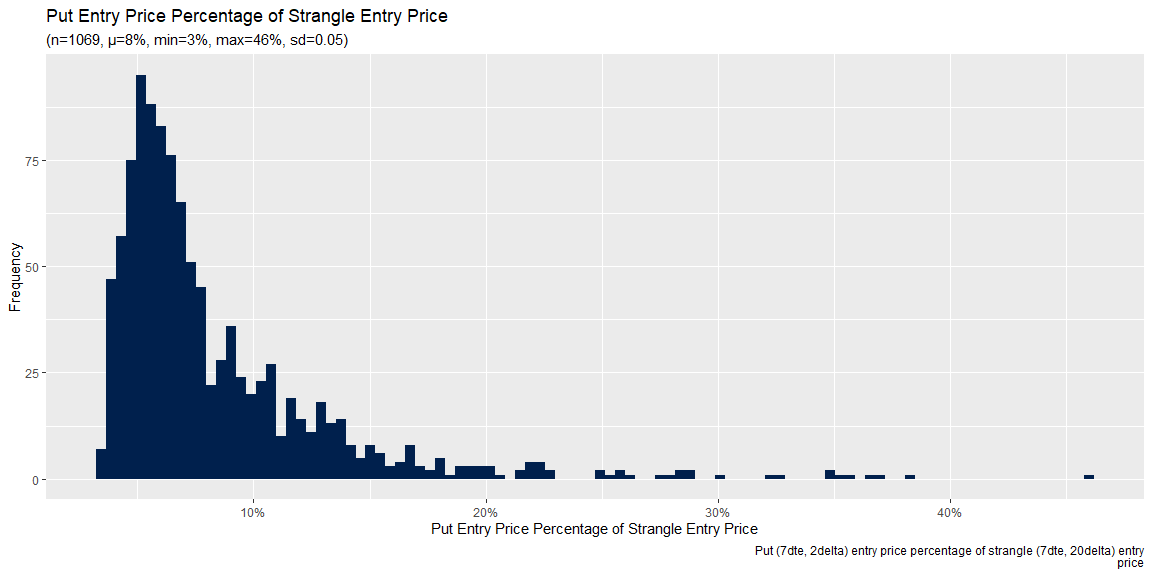 Put Entry Price Percentage of Strangle Entry Price
(n=1069, μ=8%, min=3%, max=46%, sd=0.05)
Frequency
75
50
25
0
10%
20%
30%
40%
Put Entry Price Percentage of Strangle Entry Price
Put (7dte, 2delta) entry price percentage of strangle (7dte, 20delta) entry
price